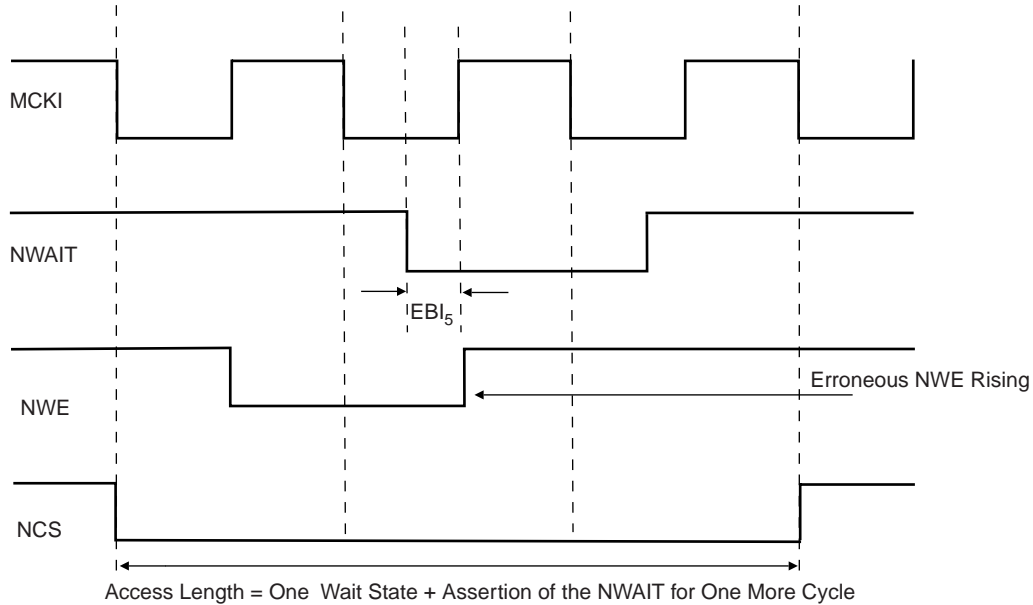 MCKI
NWAIT
EBI5
Erroneous NWE Rising
NWE
NCS
Access Length = One Wait State + Assertion of the NWAIT for One More Cycle